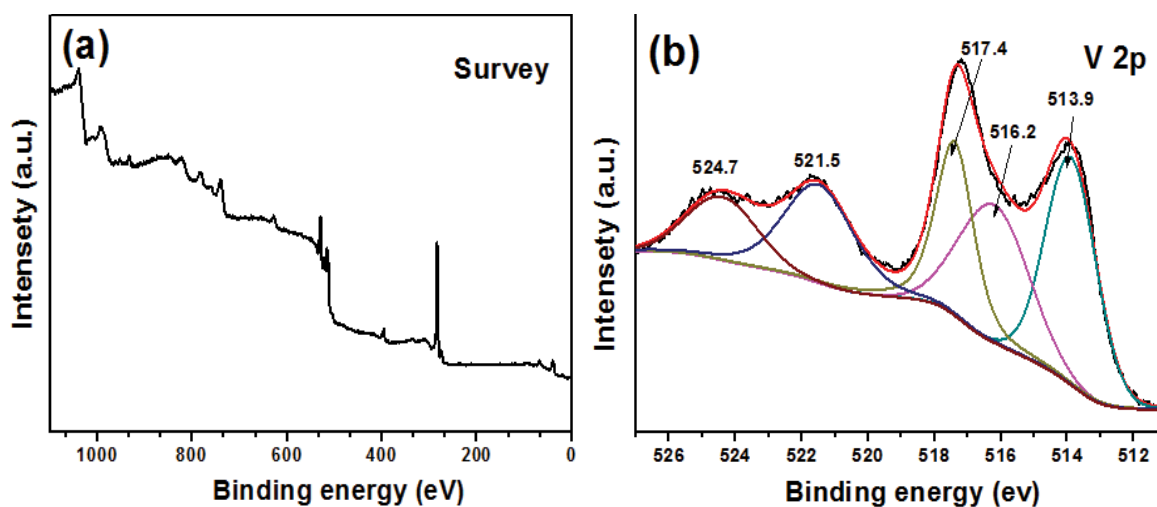 (a)
Survey
Intensety (a.u.)
1000 800 600 400 200 0
Binding energy (eV)
(b)
V 2p
517.4
513.9
516.2
524.7
521.5
Intensety (a.u.)
526 524 522 520 518 516 514 512
Binding energy (ev)